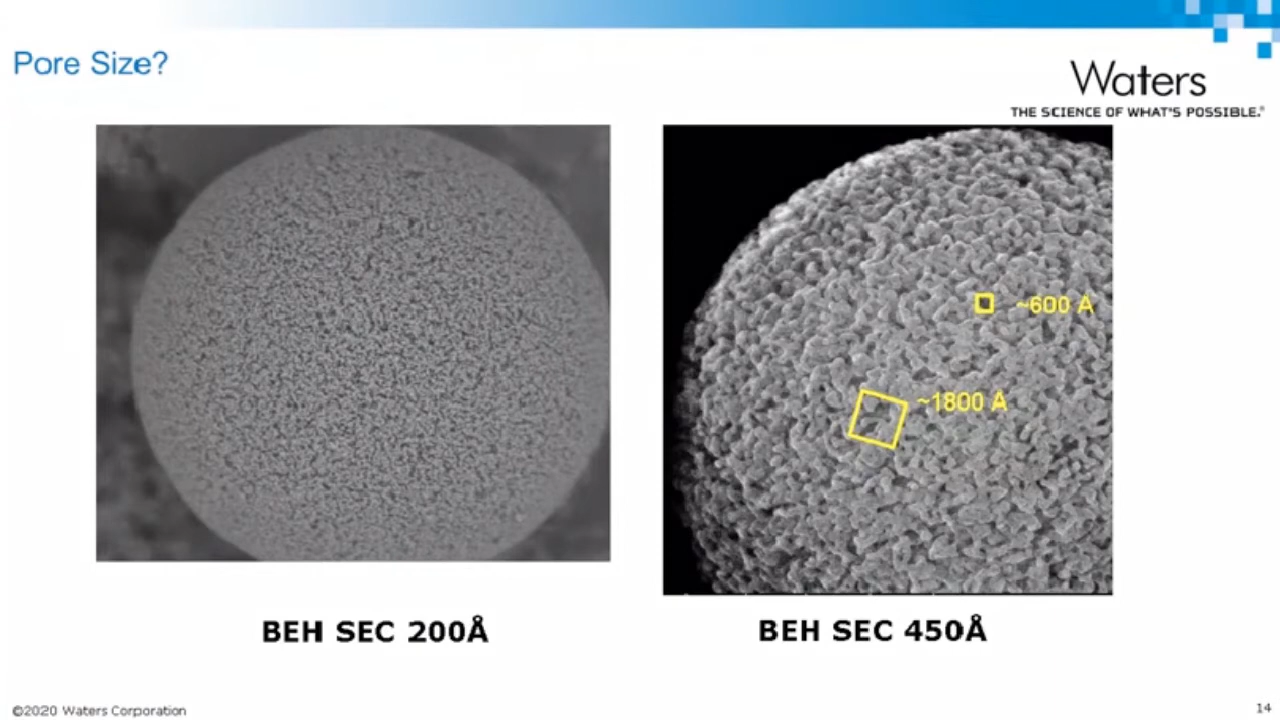 Pore Size?
Waters
THE SCIENCE OF WHAT'S POSSIBLE.®
~600 Å
~1800 Å
BEH SEC 200Å
BEH SEC 450Å
©2020 Waters Corporation
14